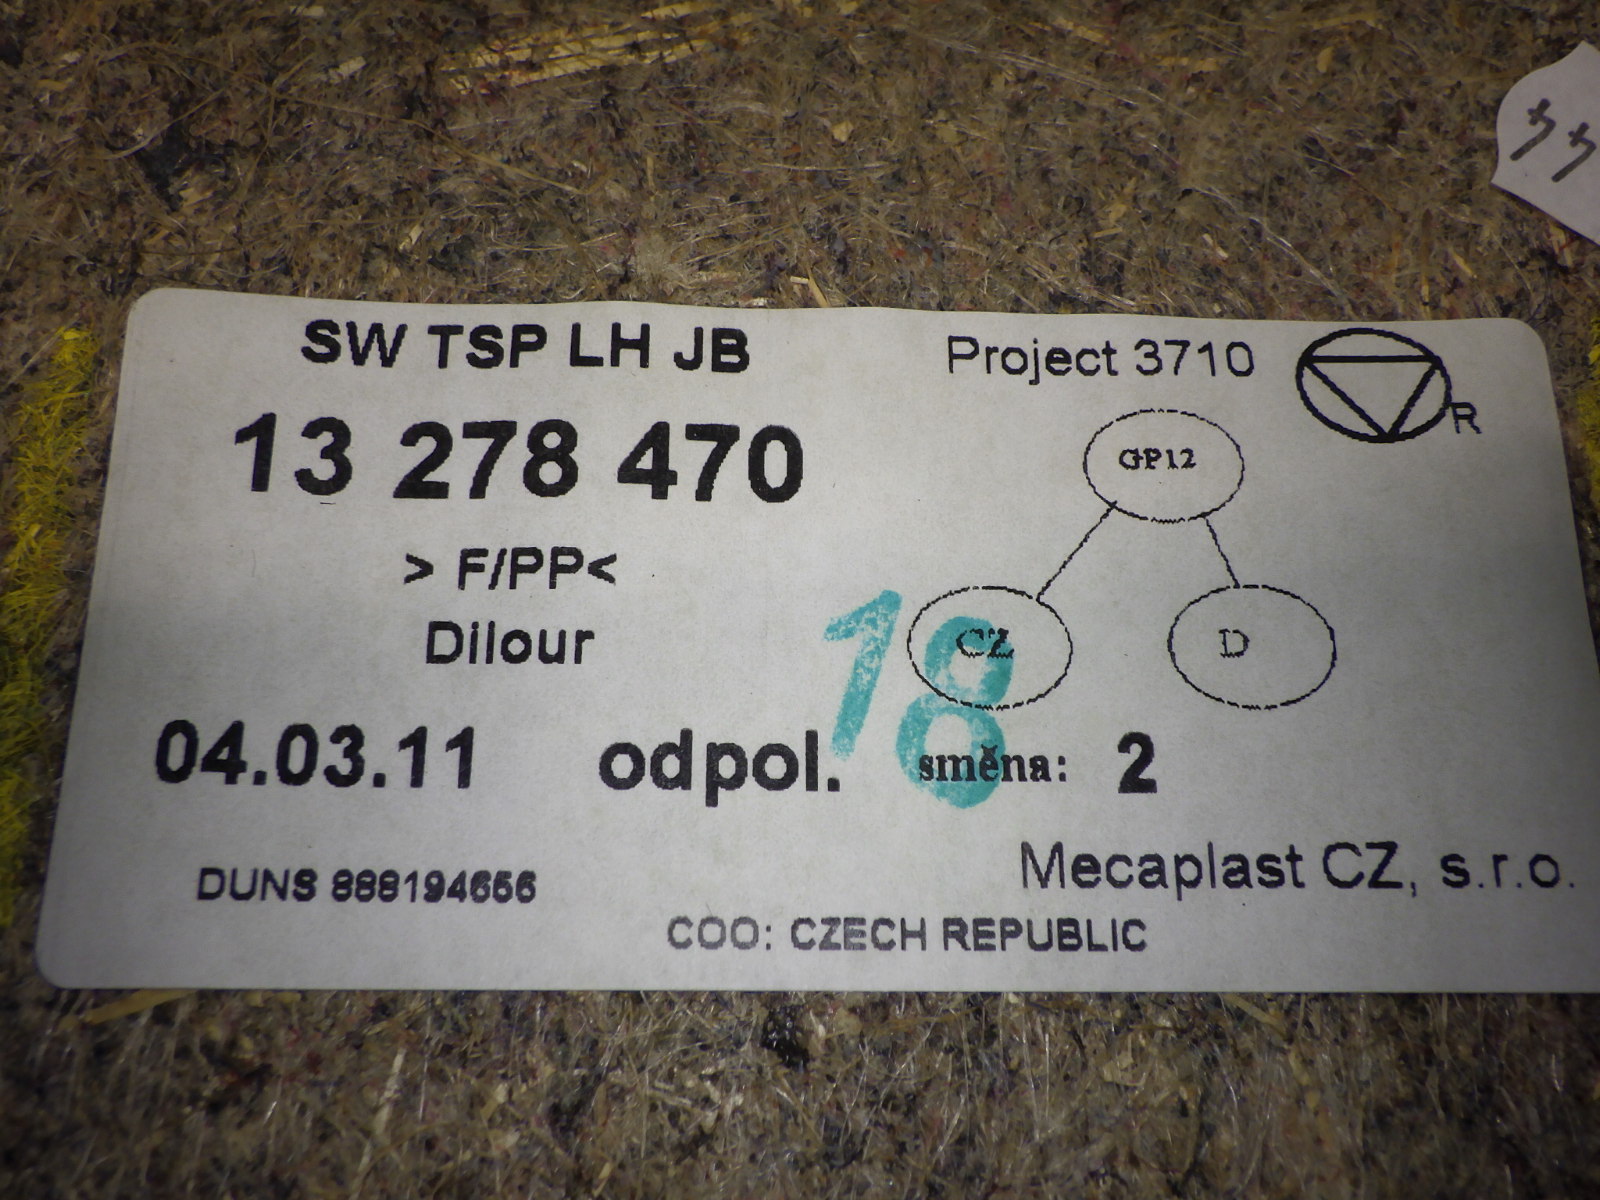 SW TSP LH JB
Project 3710
R
13 278 470
GP12
> F/PP<
Dilour
CZ
D
18
04.03.11 odpol. směna: 2
Mecaplast CZ, s.r.o.
DUNS 888194656
COO: CZECH REPUBLIC